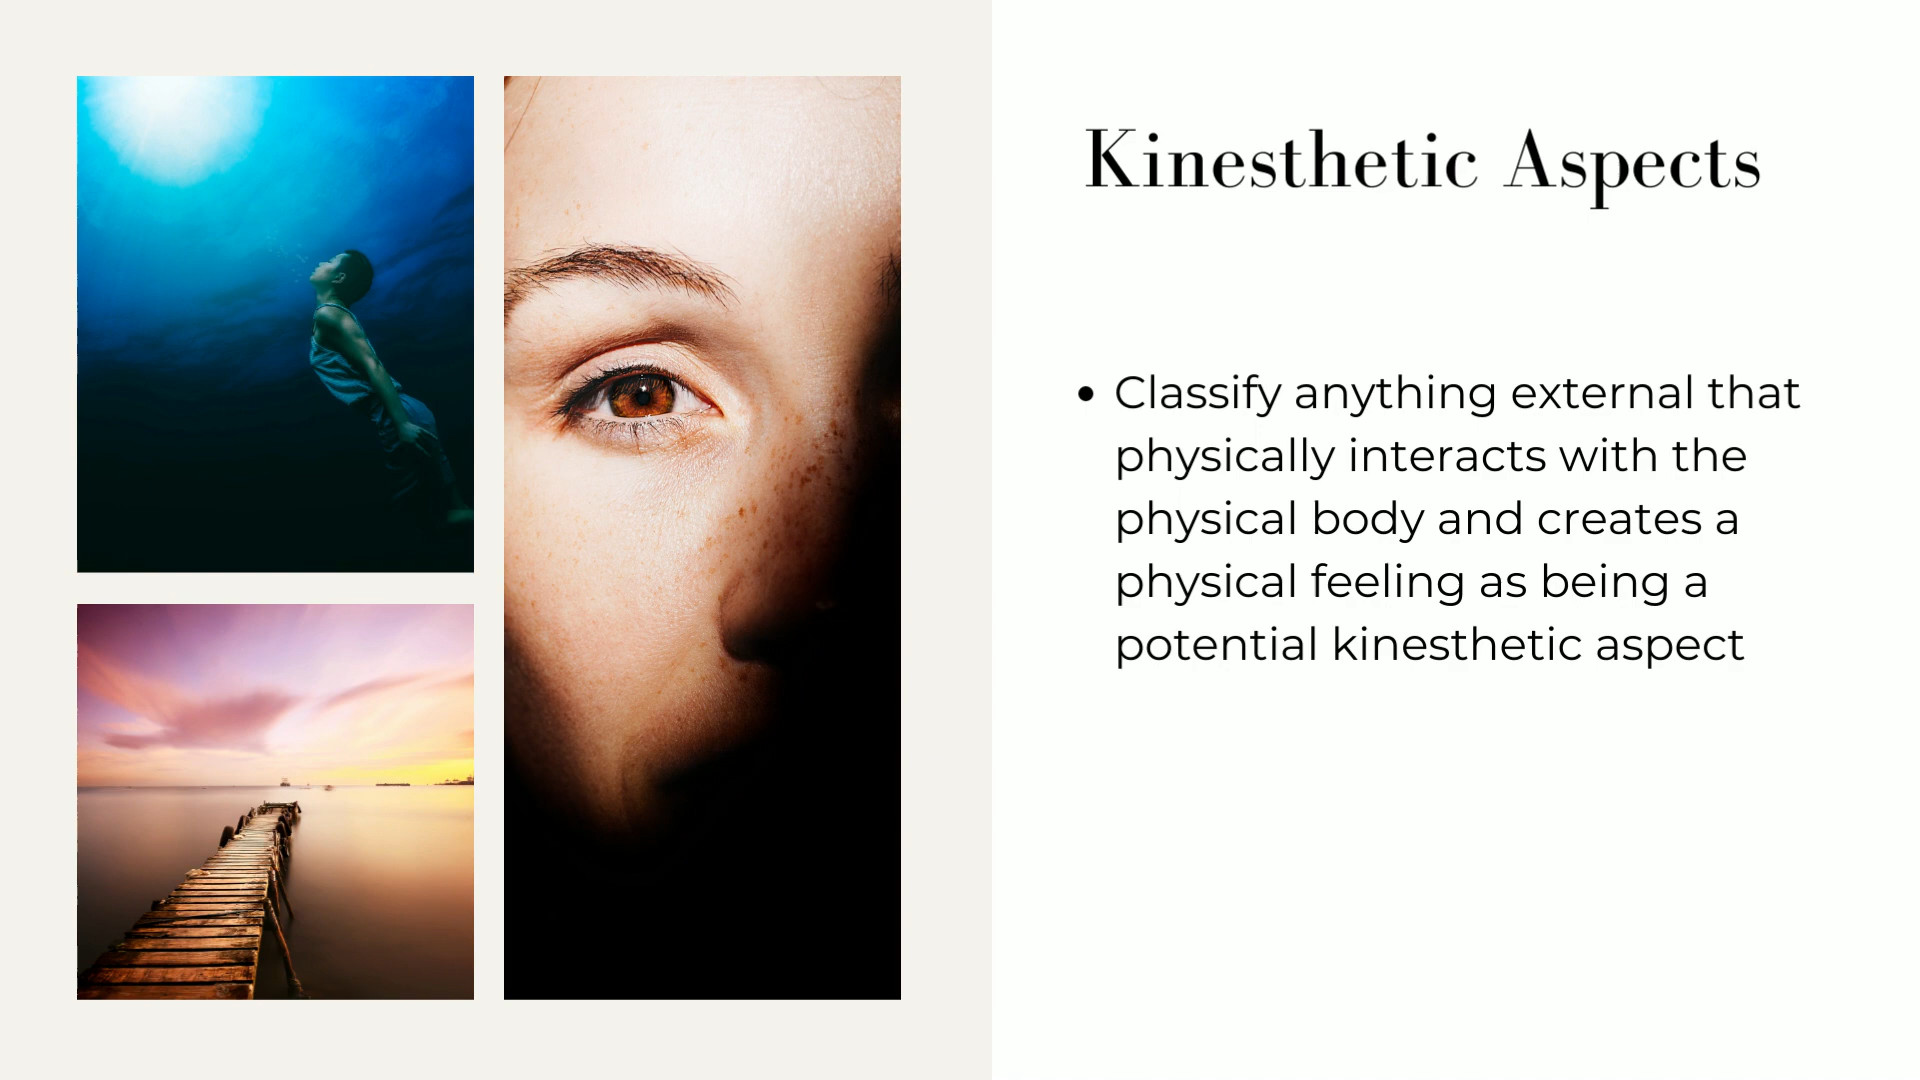 Kinesthetic Aspects
• Classify anything external that
physically interacts with the
physical body and creates a
physical feeling as being a
potential kinesthetic aspect